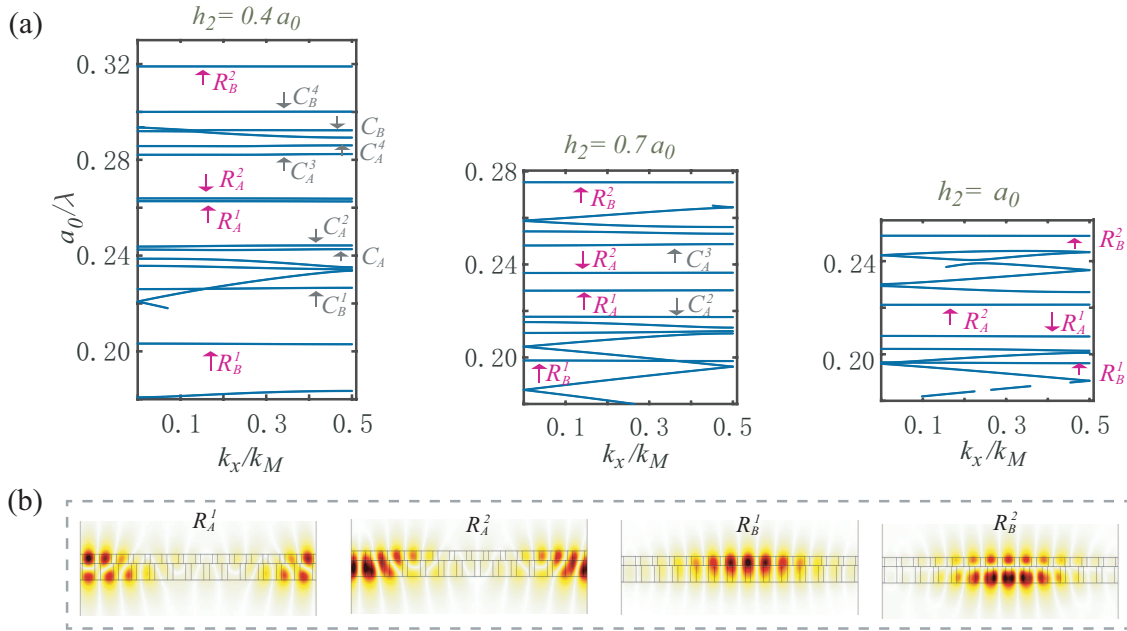 (a)
h₂ = 0.4 a₀
a₀/λ
0.32
0.28
0.24
0.20
R_B^2
C_B^4
C_B
C_A^4
C_A^3
R_A^2
R_A^1
C_A^2
C_A
C_B^1
R_B^1
0.1 0.3 0.5
kₓ/k_M
h₂ = 0.7 a₀
0.28
0.24
0.20
R_B^2
C_A^3
R_A^2
R_A^1
C_A^2
R_B^1
0.1 0.3 0.5
kₓ/k_M
h₂ = a₀
0.24
0.20
R_B^2
R_A^2 R_A^1
R_B^1
0.1 0.3 0.5
kₓ/k_M
(b)
R_A^1 R_A^2 R_B^1 R_B^2